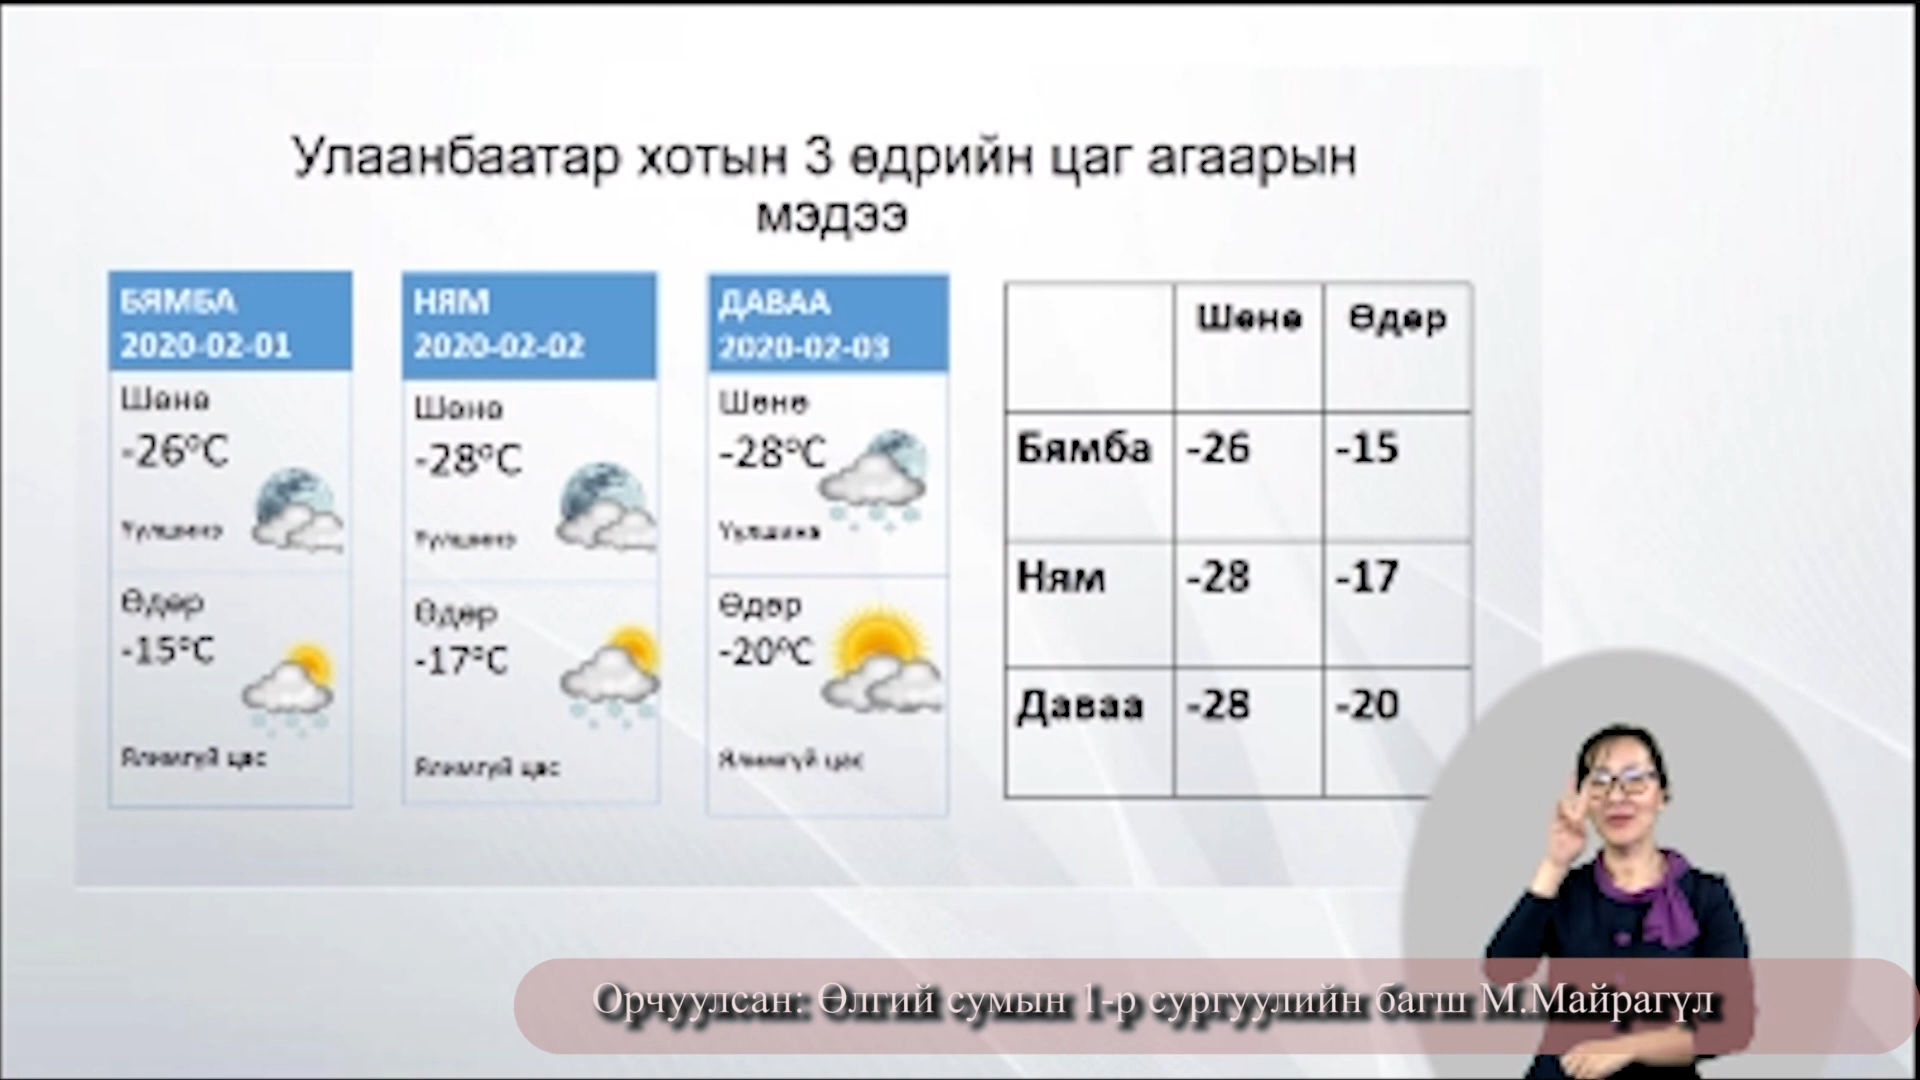 Улаанбаатар хотын 3 өдрийн цаг агаарын
мэдээ
БЯМБА
2020-02-01
Шөнө
-26°C
Үүлшинэ
Өдөр
-15°C
Ялимгүй цас
НЯМ
2020-02-02
Шөнө
-28°C
Үүлшинэ
Өдөр
-17°C
Ялимгүй цас
ДАВАА
2020-02-03
Шөнө
-28°C
Үүлшинэ
Өдөр
-20°C
Ялимгүй цас
Шөнө Өдөр
Бямба -26 -15
Ням -28 -17
Даваа -28 -20
Орчуулсан: Өлгий сумын 1-р сургуулийн багш М.Майрагүл